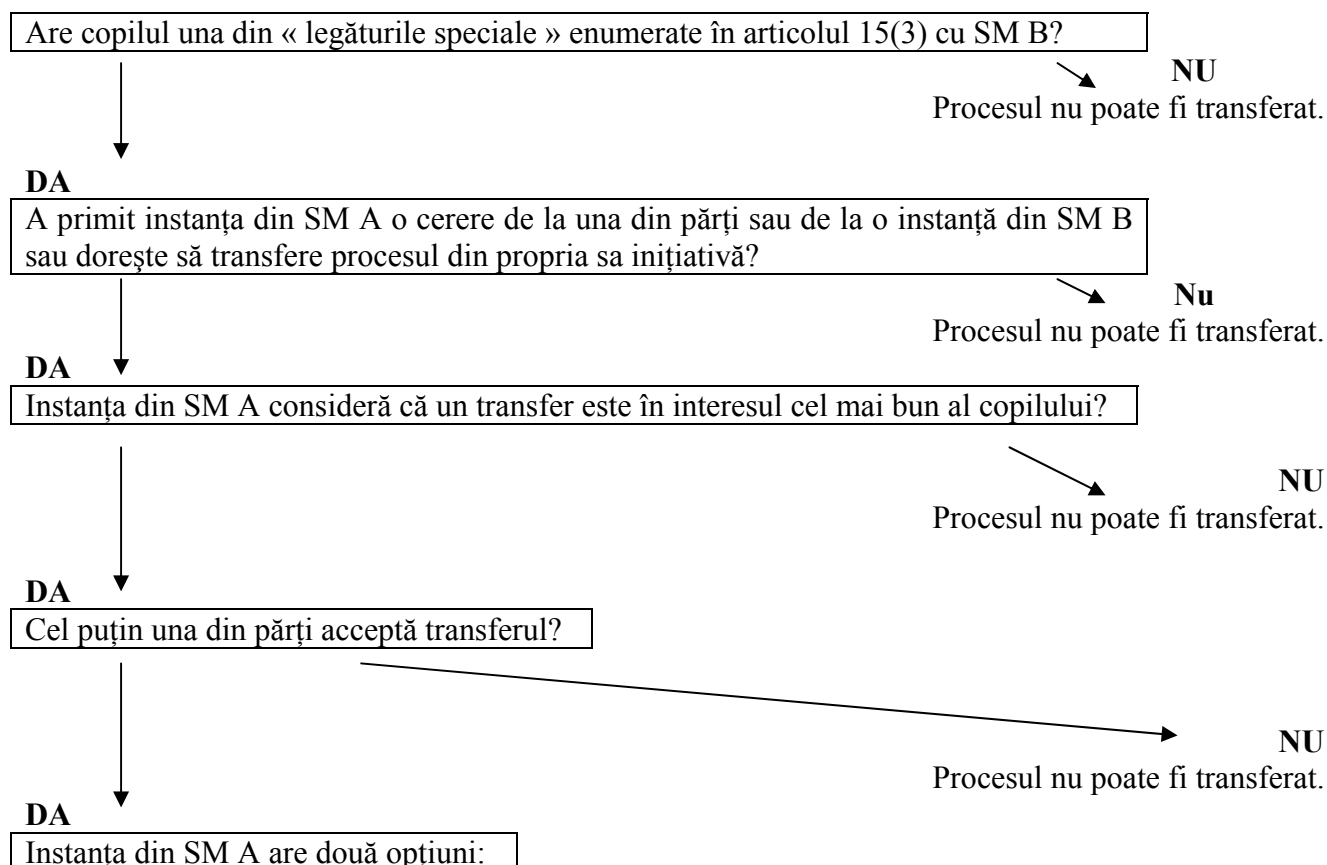 Are copilul una din « legăturile speciale » enumerate în articolul 15(3) cu SM B?
NU
Procesul nu poate fi transferat.
DA
A primit instanța din SM A o cerere de la una din părți sau de la o instanță din SM B
sau doreşte să transfere procesul din propria sa inițiativă?
Nu
Procesul nu poate fi transferat.
DA
Instanța din SM A consideră că un transfer este în interesul cel mai bun al copilului?
NU
Procesul nu poate fi transferat.
DA
Cel puțin una din părți acceptă transferul?
NU
Procesul nu poate fi transferat.
DA
Instanța din SM A are două opțiuni: